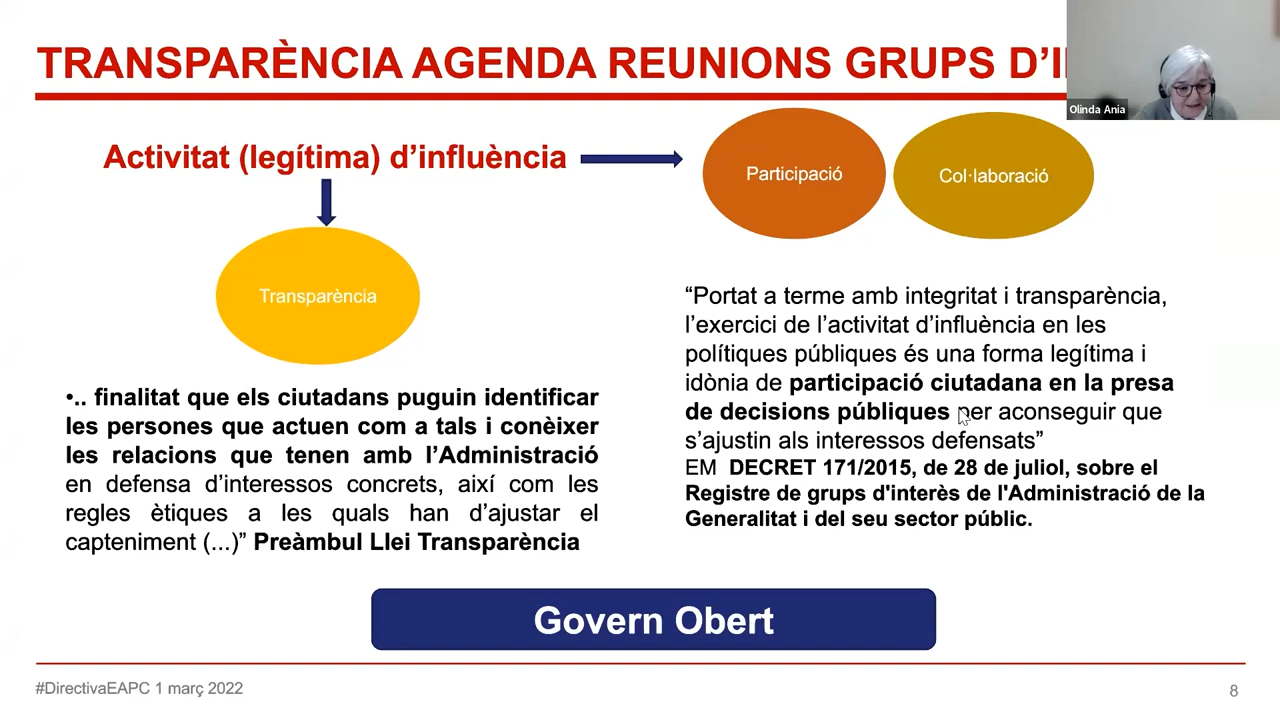 TRANSPARÈNCIA AGENDA REUNIONS GRUPS
Olinda Ania
Activitat (legítima) d’influència
Participació
Col·laboració
Transparència
•.. finalitat que els ciutadans puguin identificar
les persones que actuen com a tals i conèixer
les relacions que tenen amb l’Administració
en defensa d’interessos concrets, així com les
regles ètiques a les quals han d’ajustar el
capteniment (...)” Preàmbul Llei Transparència
“Portat a terme amb integritat i transparència,
l’exercici de l’activitat d’influència en les
polítiques públiques és una forma legítima i
idònia de participació ciutadana en la presa
de decisions públiques per aconseguir que
s’ajustin als interessos defensats”
EM DECRET 171/2015, de 28 de juliol, sobre el
Registre de grups d'interès de l'Administració de la
Generalitat i del seu sector públic.
Govern Obert
#DirectivaEAPC 1 març 2022
8